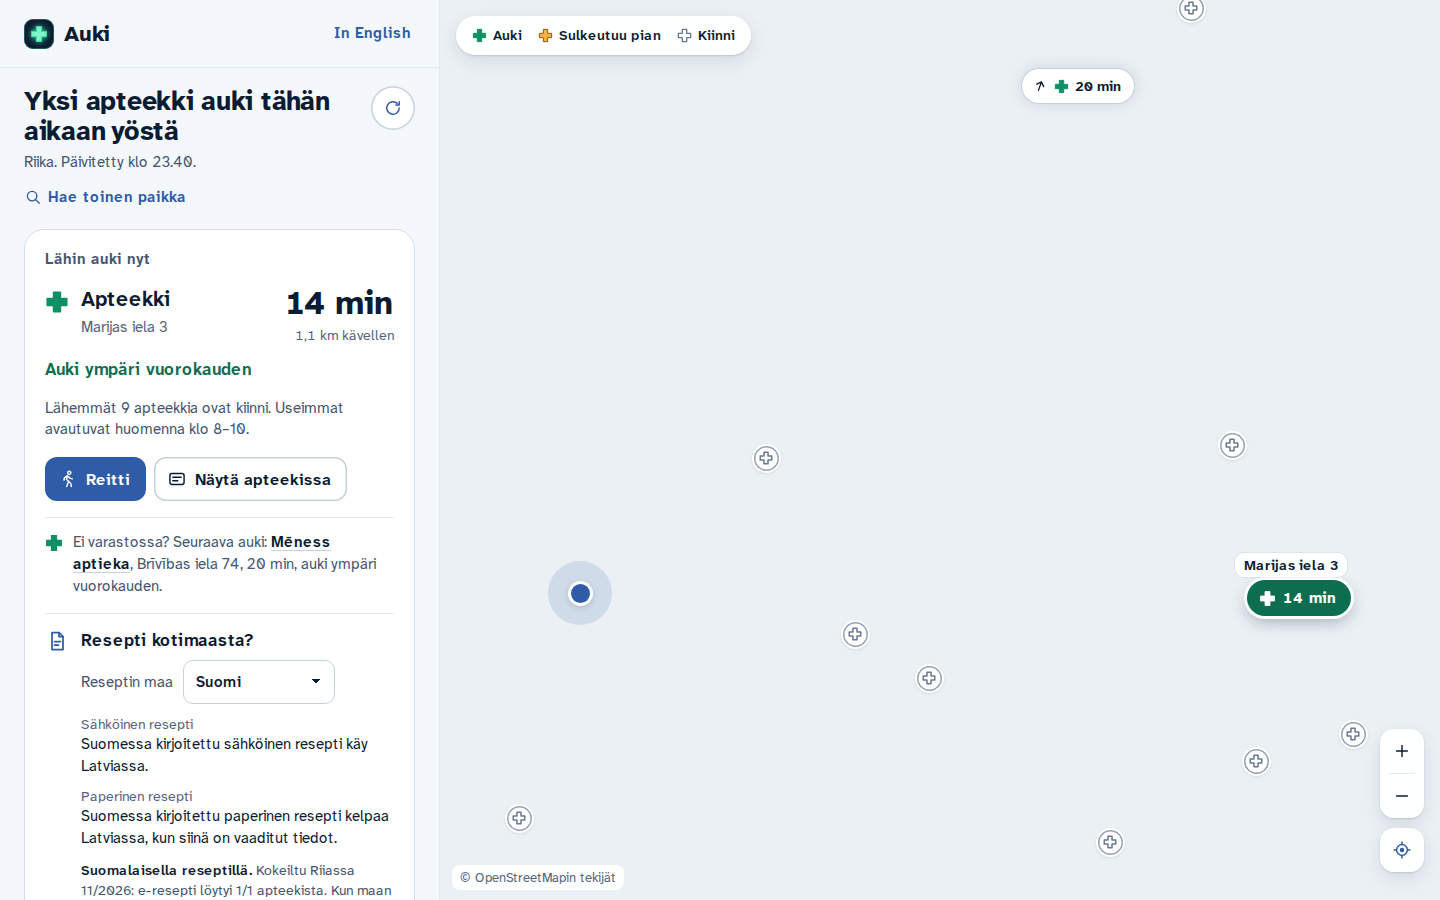 Auki
In English
Yksi apteekki auki tähän
aikaan yöstä
Riika. Päivitetty klo 23.40.
Hae toinen paikka
Lähin auki nyt
Apteekki
14 min
Marijas iela 3
1,1 km kävellen
Auki ympäri vuorokauden
Lähemmät 9 apteekkia ovat kiinni. Useimmat
avautuvat huomenna klo 8–10.
Reitti
Näytä apteekissa
Ei varastossa? Seuraava auki: Mēness
aptieka, Brīvības iela 74, 20 min, auki ympäri
vuorokauden.
Resepti kotimaasta?
Reseptin maa
Suomi
Sähköinen resepti
Suomessa kirjoitettu sähköinen resepti käy
Latviassa.
Paperinen resepti
Suomessa kirjoitettu paperinen resepti kelpaa
Latviassa, kun siinä on vaaditut tiedot.
Suomalaisella reseptillä. Kokeiltu Riiassa
11/2026: e-resepti löytyi 1/1 apteekista. Kun maan
Auki
Sulkeutuu pian
Kiinni
20 min
Marijas iela 3
14 min
+
−
© OpenStreetMapin tekijät